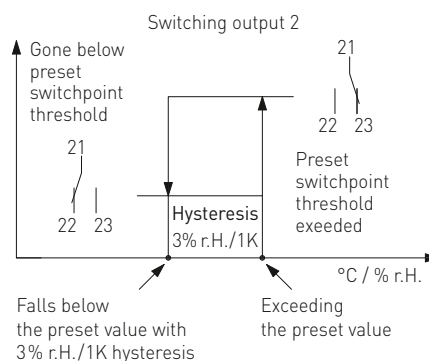 Switching output 2
Gone below
preset
switchpoint
threshold
21
22 23
21
22 23
Preset
switchpoint
threshold
exeeded
Hysteresis
3% r.H./1K
°C / % r.H.
Falls below
the preset value with
3% r.H./1K hysteresis
Exceeding
the preset value